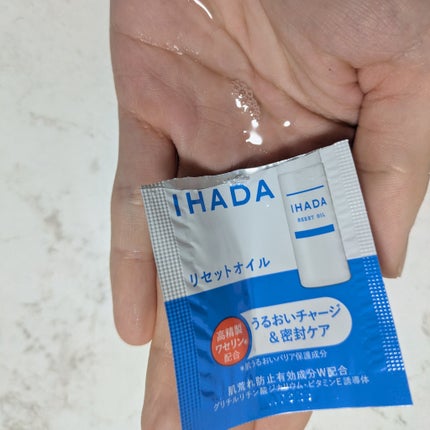 IHADA
IHADA
RESET OIL
リセットオイル
高精製
ワセリン*
配合
うるおいチャージ
&密封ケア
*肌うるおいバリア保護成分
肌荒れ防止有効成分W配合
グリチルリチン酸ジカリウム・ビタミンE誘導体